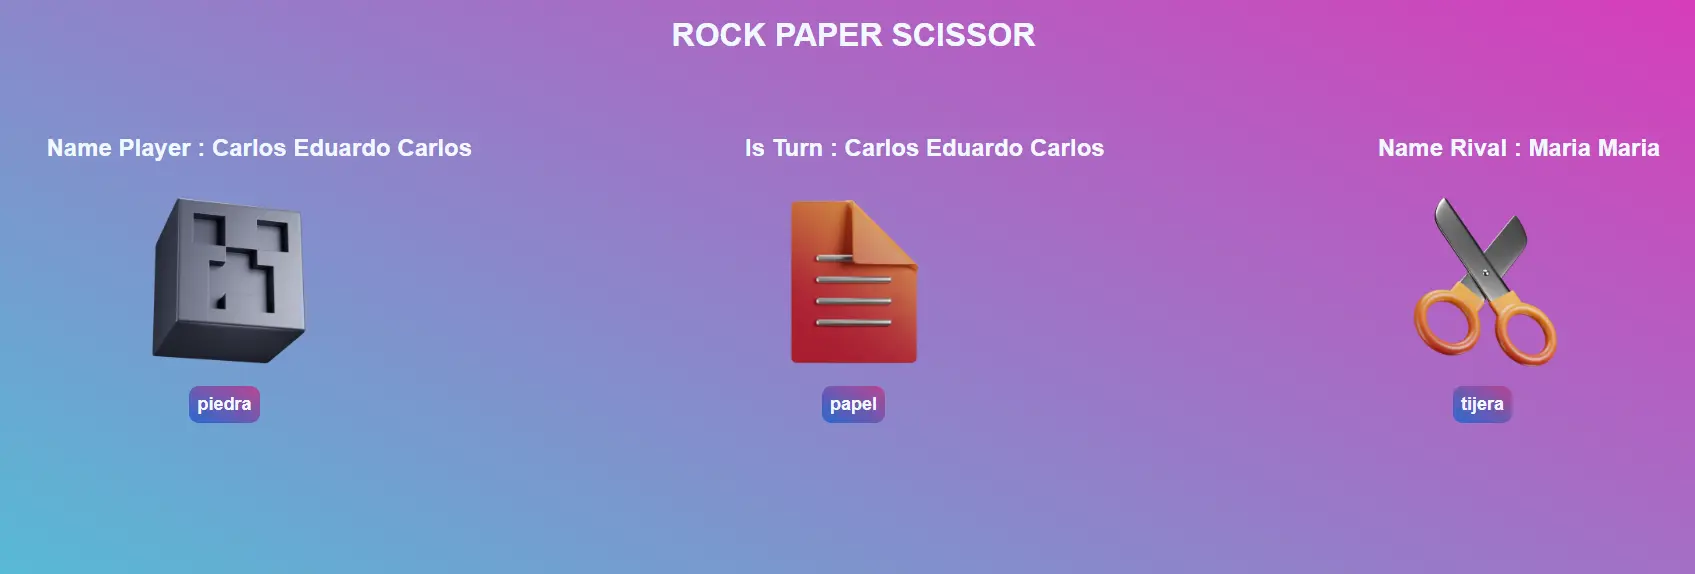 ROCK PAPER SCISSOR
Name Player : Carlos Eduardo Carlos
Is Turn : Carlos Eduardo Carlos
Name Rival : Maria Maria
piedra
papel
tijera